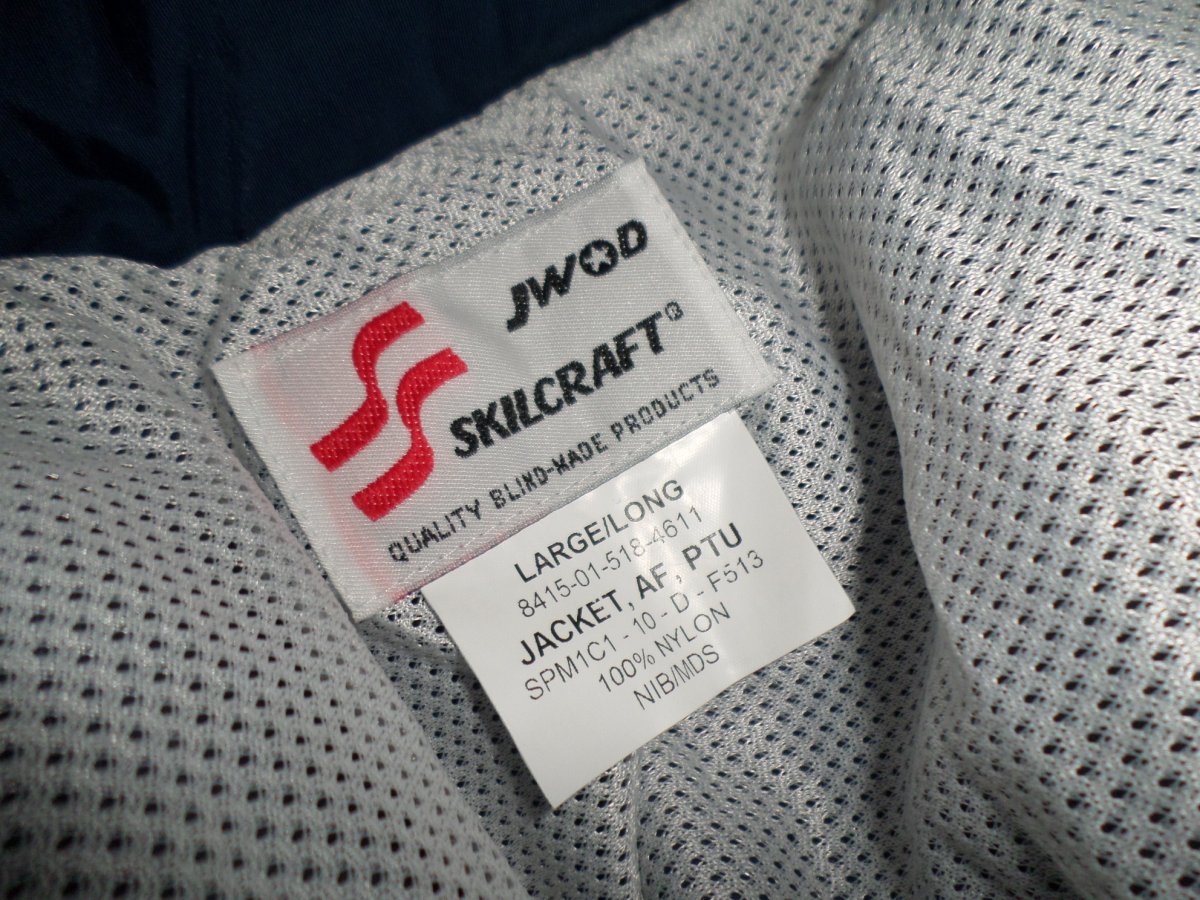 JWOD
SKILCRAFT®
QUALITY BLIND-MADE PRODUCTS
LARGE/LONG
8415-01-518-4611
JACKET, AF, PTU
SPM1C1 - 10 - D - F513
100% NYLON
NIB/MDS